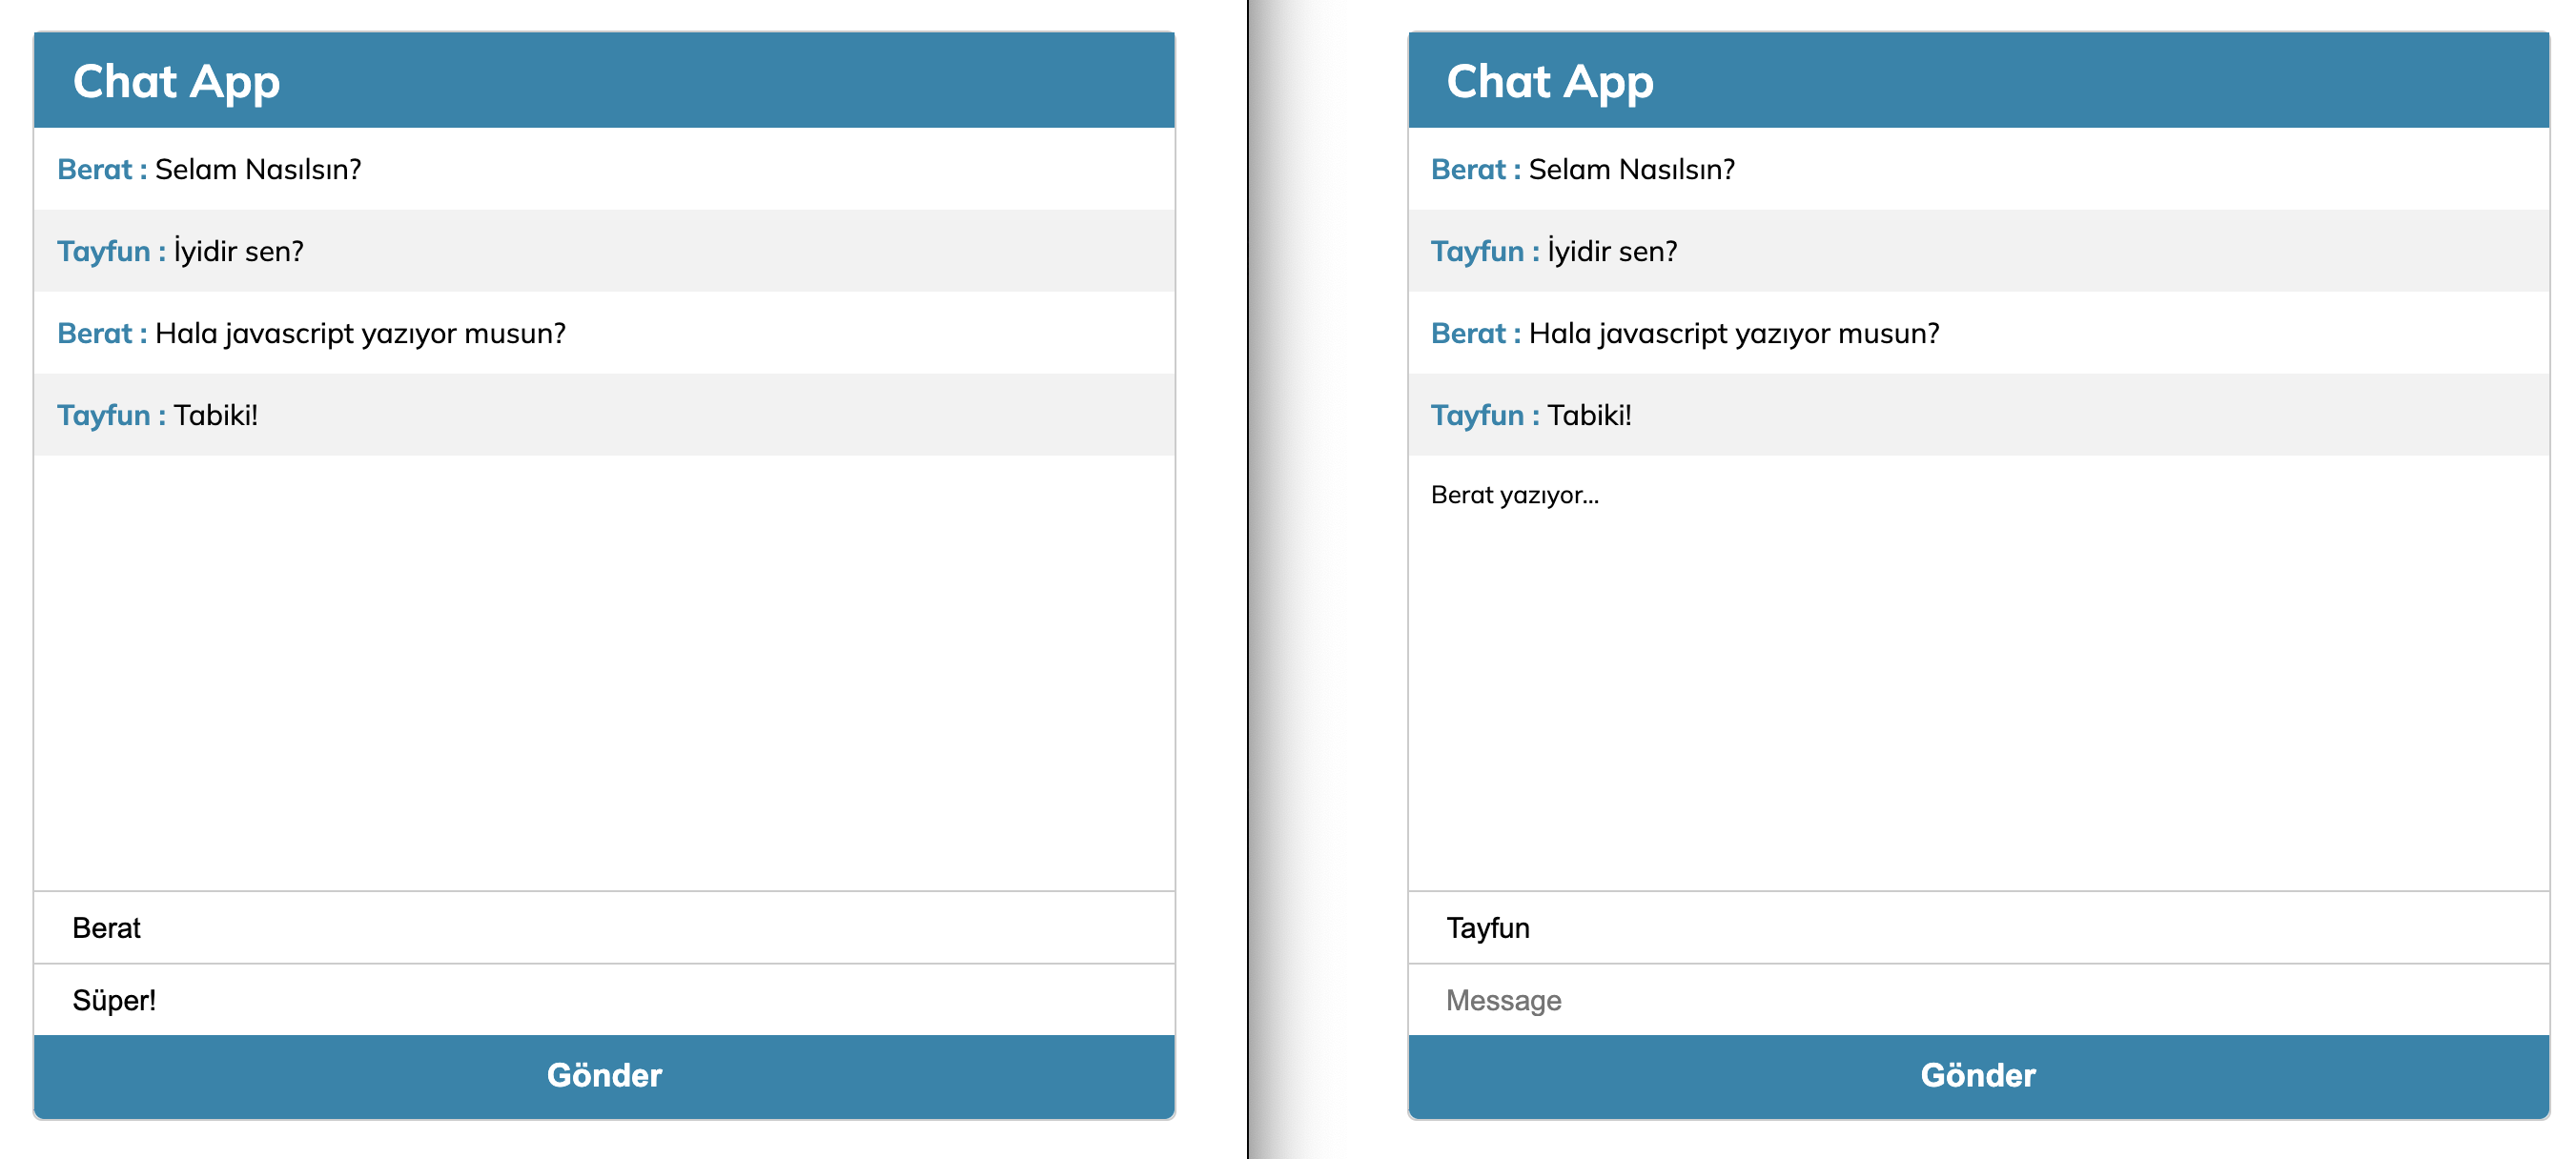 Chat App
Berat : Selam Nasılsın?
Tayfun : İyidir sen?
Berat : Hala javascript yazıyor musun?
Tayfun : Tabiki!
Berat
Süper!
Gönder
Chat App
Berat : Selam Nasılsın?
Tayfun : İyidir sen?
Berat : Hala javascript yazıyor musun?
Tayfun : Tabiki!
Berat yazıyor...
Tayfun
Message
Gönder